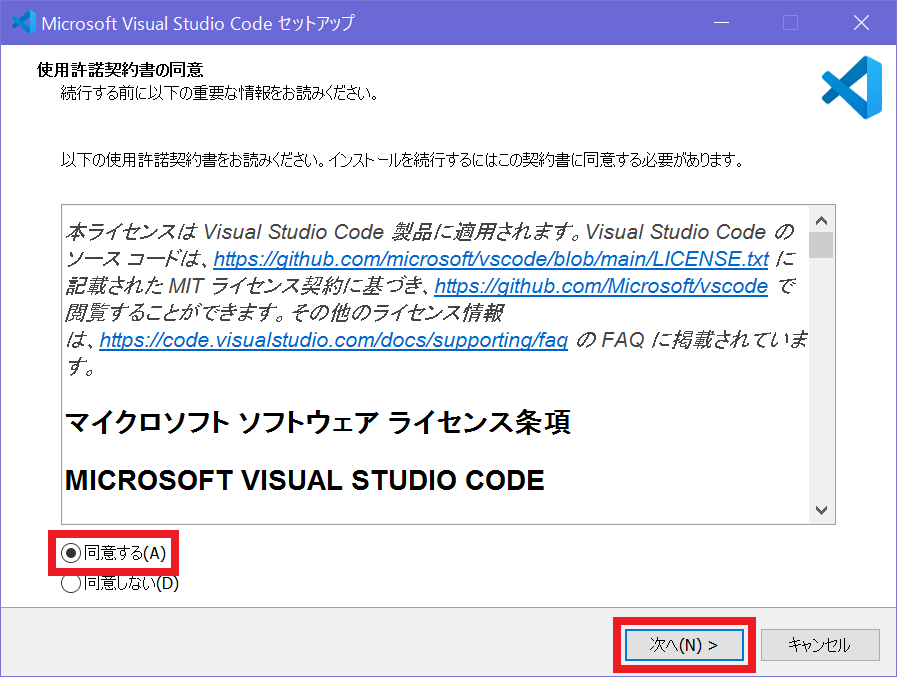 Microsoft Visual Studio Code セットアップ
使用許諾契約書の同意
続行する前に以下の重要な情報をお読みください。
以下の使用許諾契約書をお読みください。インストールを続行するにはこの契約書に同意する必要があります。
本ライセンスは Visual Studio Code 製品に適用されます。Visual Studio Code の
ソース コードは、https://github.com/microsoft/vscode/blob/main/LICENSE.txt に
記載された MIT ライセンス契約に基づき、https://github.com/Microsoft/vscode で
閲覧することができます。その他のライセンス情報
は、https://code.visualstudio.com/docs/supporting/faq の FAQ に掲載されていま
す。
マイクロソフト ソフトウェア ライセンス条項
MICROSOFT VISUAL STUDIO CODE
同意する(A)
同意しない(D)
次へ(N) >
キャンセル